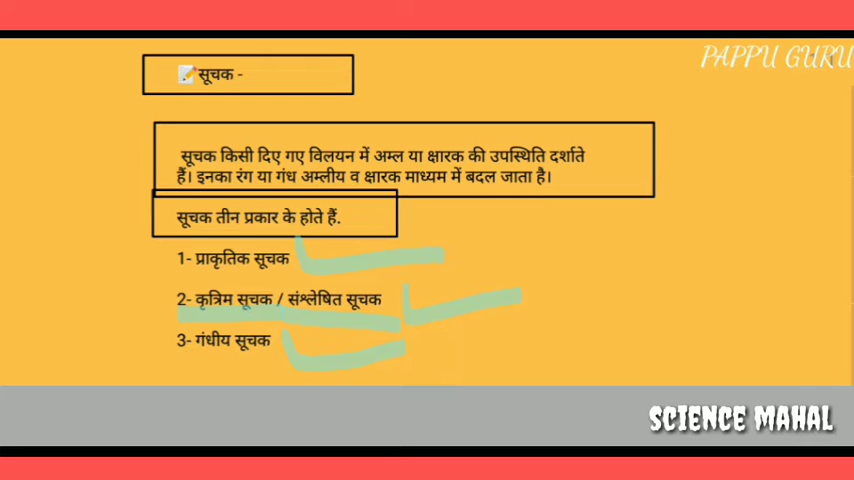 PAPPU GURU
📝सूचक -
सूचक किसी दिए गए विलयन में अम्ल या क्षारक की उपस्थिति दर्शाते
हैं। इनका रंग या गंध अम्लीय व क्षारक माध्यम में बदल जाता है।
सूचक तीन प्रकार के होते हैं.
1- प्राकृतिक सूचक
2- कृत्रिम सूचक / संश्लेषित सूचक
3- गंधीय सूचक
SCIENCE MAHAL